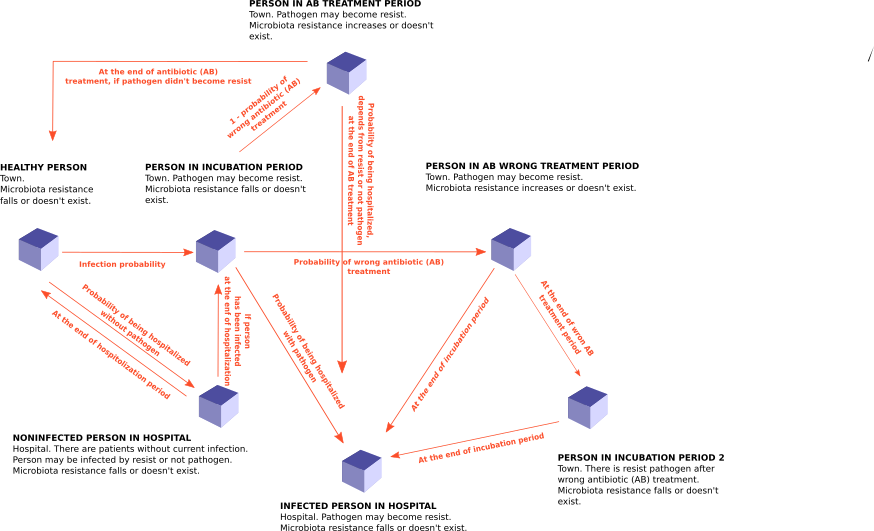 PERSON IN AB TREATMENT PERIOD
Town. Pathogen may become resist.
Microbiota resistance increases or doesn't
exist.
At the end of antibiotic (AB)
treatment, if pathogen didn't become resist
1 - probability of
wrong antibiotic (AB)
treatment
Probability of being hospitalized,
depends from resist or not pathogen
at the end of AB treatment
HEALTHY PERSON
Town.
Microbiota resistance
falls or doesn't exist.
PERSON IN INCUBATION PERIOD
Town. Pathogen may become resist.
Microbiota resistance falls or doesn't
exist.
PERSON IN AB WRONG TREATMENT PERIOD
Town. Pathogen may become resist.
Microbiota resistance increases or doesn't exist.
Infection probability
Probability of wrong antibiotic (AB)
treatment
Probability of being hospitalized
without pathogen
At the end of hospitolization period
If person
has been infected
at the enf of hospitalization
Probability of being hospitalized
with pathogen
At the end of incubation period
At the end of wron AB
treatment period
At the end of incubation period
NONINFECTED PERSON IN HOSPITAL
Hospital. There are patients without current infection.
Person may be infected by resist or not pathogen.
Microbiota resistance falls or doesn't exist.
PERSON IN INCUBATION PERIOD 2
Town. There is resist pathogen after
wrong antibiotic (AB) treatment.
Microbiota resistance falls or doesn't
exist.
INFECTED PERSON IN HOSPITAL
Hospital. Pathogen may become resist.
Microbiota resistance falls or doesn't exist.